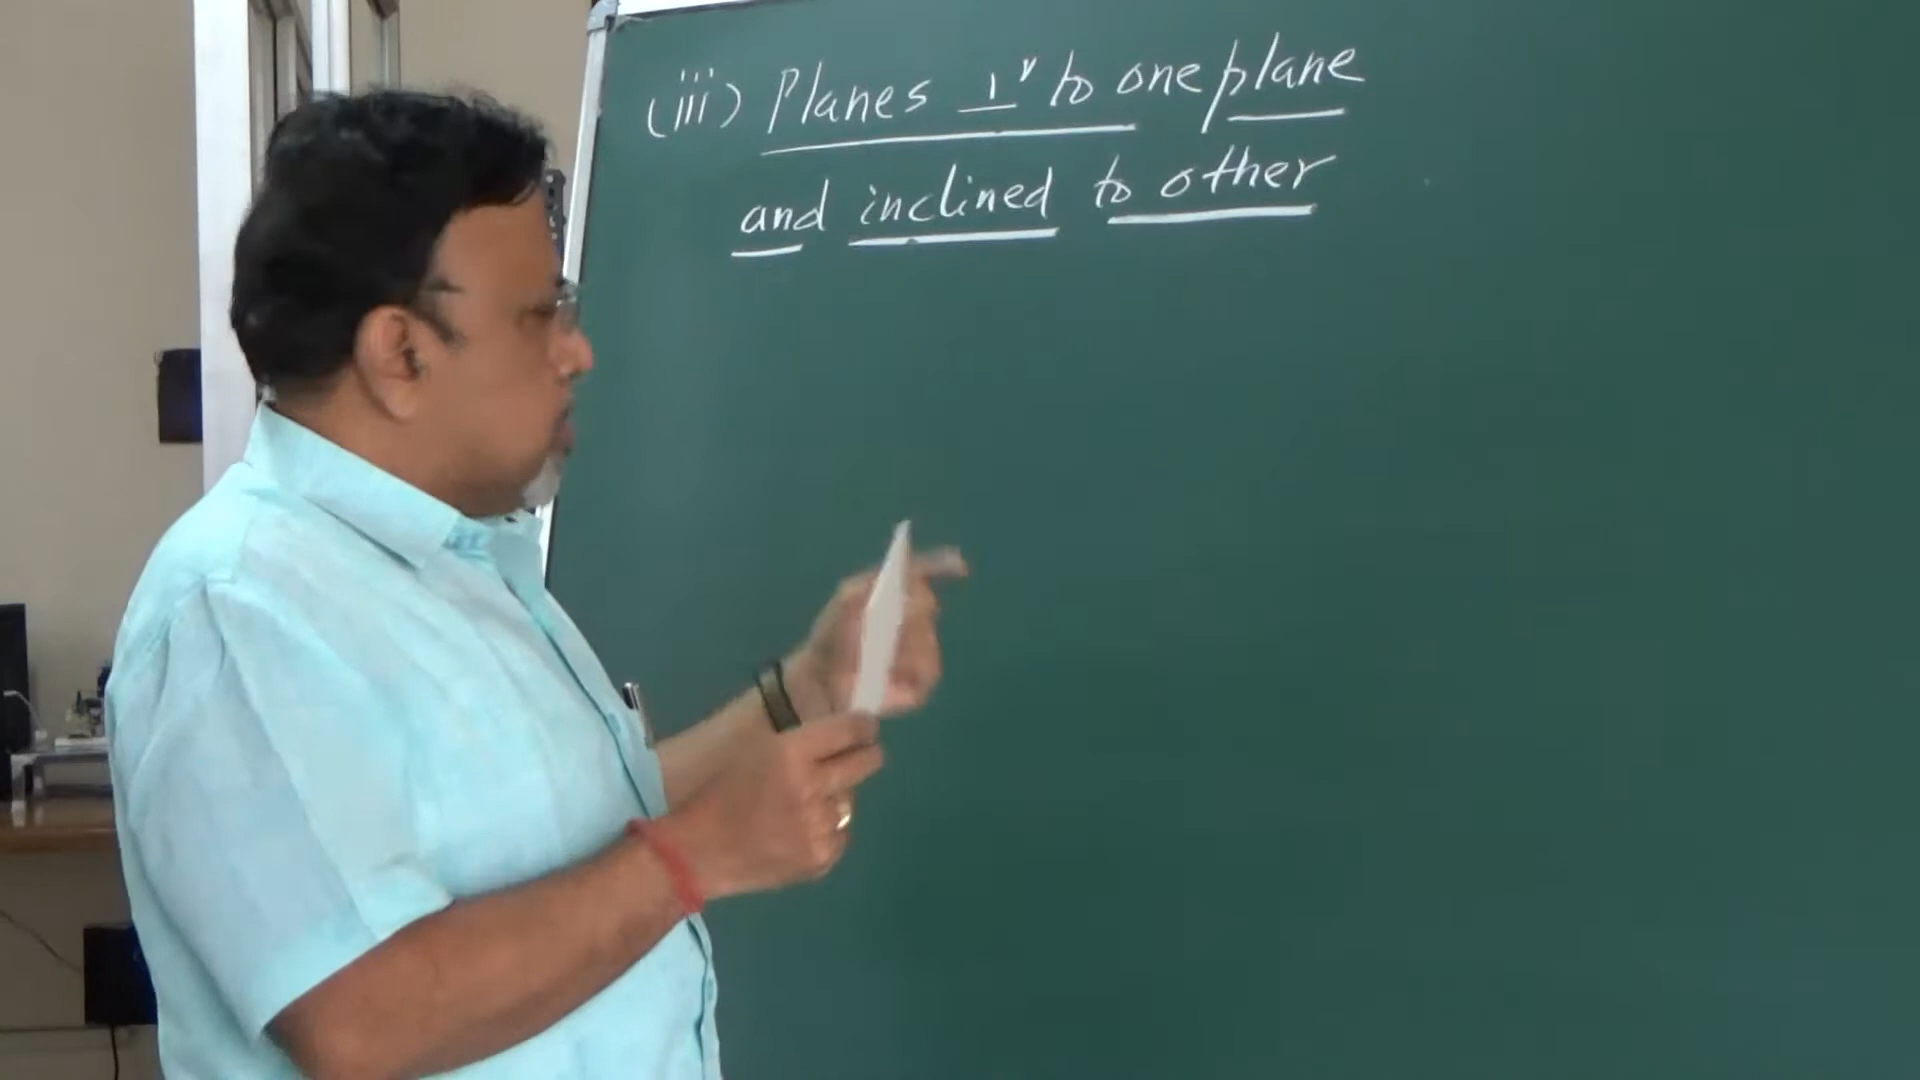 (iii) Planes ⊥r to one plane
and inclined to other